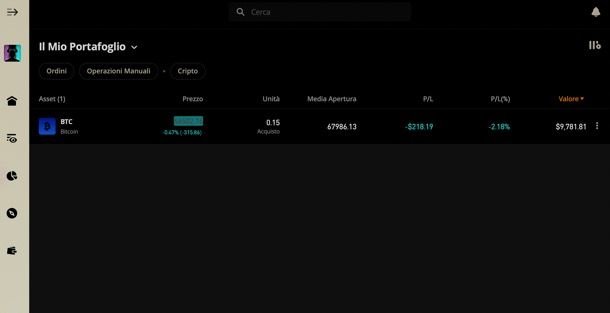 Cerca
Il Mio Portafoglio
Ordini
Operazioni Manuali
Cripto
Asset (1) Prezzo Unità Media Apertura P/L P/L(%) Valore
BTC 0.15 67986.13 -$218.19 -2.18% $9,781.81
Bitcoin -0.47% (-315.86) Acquisto